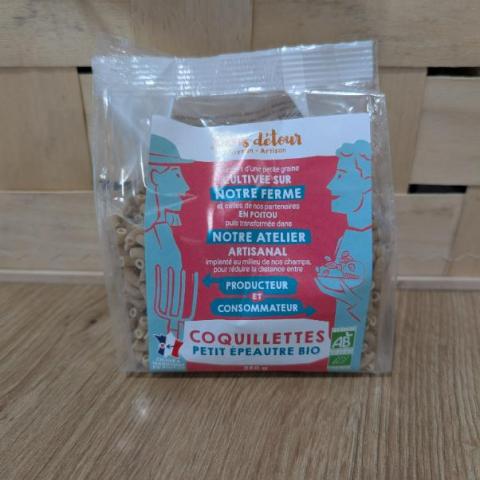 détour
Artisan
d'une petite graine
CULTIVÉE SUR
NOTRE FERME
et celles de nos partenaires
EN POITOU
puis transformée dans
NOTRE ATELIER
ARTISANAL
implanté au milieu de nos champs,
pour réduire la distance entre
PRODUCTEUR
ET
CONSOMMATEUR
COQUILLETTES
PETIT ÉPEAUTRE BIO
AB